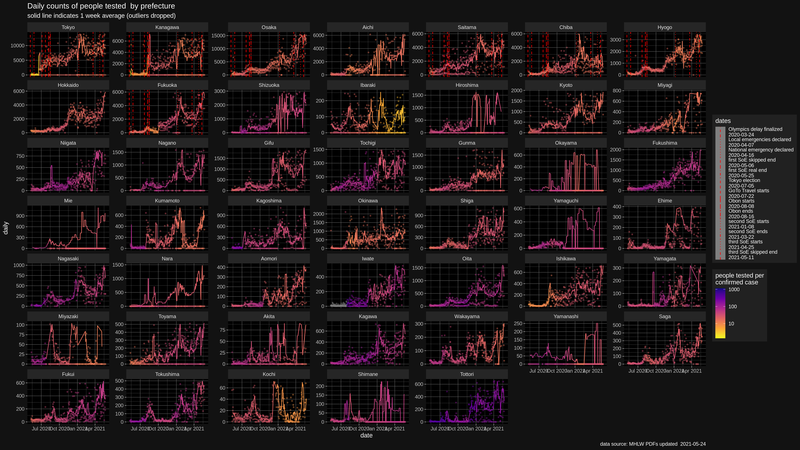 Daily counts of people tested by prefecture
solid line indicates 1 week average (outliers dropped)
Tokyo
Kanagawa
Osaka
Aichi
Saitama
Chiba
Hyogo
Hokkaido
Fukuoka
Shizuoka
Ibaraki
Hiroshima
Kyoto
Miyagi
Niigata
Nagano
Gifu
Tochigi
Gunma
Okayama
Fukushima
Mie
Kumamoto
Kagoshima
Okinawa
Shiga
Yamaguchi
Ehime
Nagasaki
Nara
Aomori
Iwate
Oita
Ishikawa
Yamagata
Miyazaki
Toyama
Akita
Kagawa
Wakayama
Yamanashi
Saga
Fukui
Tokushima
Kochi
Shimane
Tottori
daily
date
dates
Olympics delay finalized
2020-03-24
Local emergencies declared
2020-04-07
National emergency declared
2020-04-16
first SoE skipped end
2020-05-06
first SoE real end
2020-05-25
Tokyo election
2020-07-05
GoTo Travel starts
2020-07-22
Obon starts
2020-08-08
Obon ends
2020-08-16
second SoE starts
2021-01-08
second SoE ends
2021-03-22
third SoE starts
2021-04-25
third SoE skipped end
2021-05-11
people tested per
confirmed case
1000
100
10
data source: MHLW PDFs updated 2021-05-24